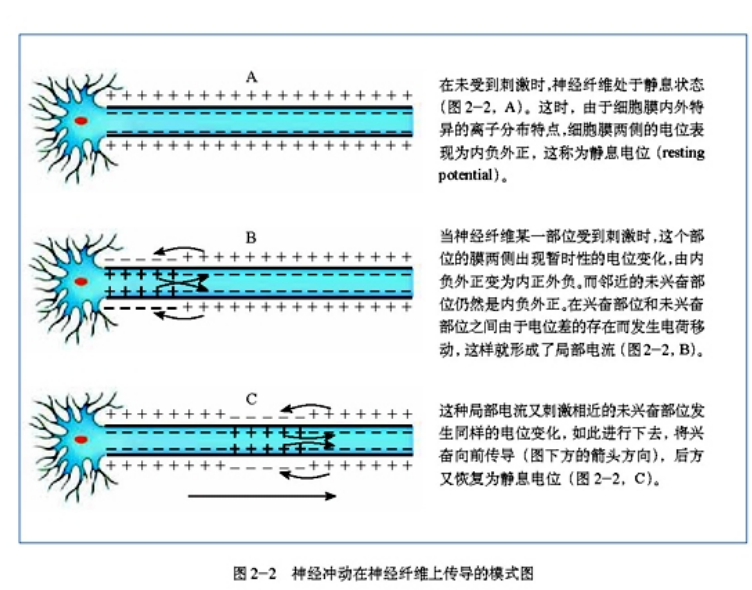 A
在未受到刺激时,神经纤维处于静息状态
(图2-2，A)。这时，由于细胞膜内外特
异的离子分布特点,细胞膜两侧的电位表
现为内负外正，这称为静息电位 (resting
potential)。
B
当神经纤维某一部位受到刺激时,这个部
位的膜两侧出现暂时性的电位变化,由内
负外正变为内正外负。而邻近的未兴奋部
位仍然是内负外正。在兴奋部位和未兴奋
部位之间由于电位差的存在而发生电荷移
动，这样就形成了局部电流 (图2-2, B)。
C
这种局部电流又刺激相近的未兴奋部位发
生同样的电位变化，如此进行下去，将兴
奋向前传导 (图下方的箭头方向)，后方
又恢复为静息电位 (图2-2，C)。
图 2-2 神经冲动在神经纤维上传导的模式图